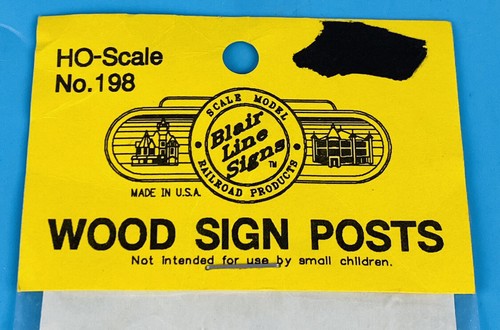 HO-Scale
No.198
SCALE MODEL
Blair
Line
Signs™
RAILROAD PRODUCTS
MADE IN U.S.A.
WOOD SIGN POSTS
Not intended for use by small children.